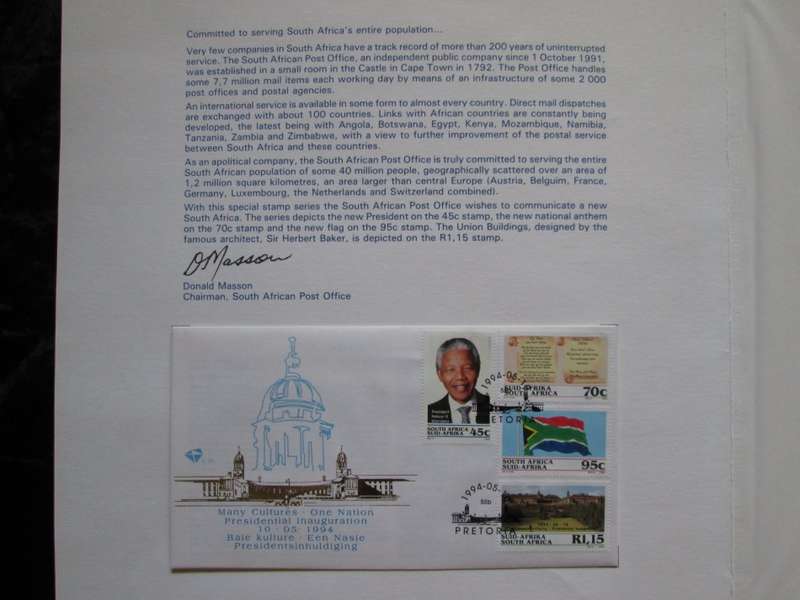 Committed to serving South Africa's entire population...
Very few companies in South Africa have a track record of more than 200 years of uninterrupted
service. The South African Post Office, an independent public company since 1 October 1991,
was established in a small room in the Castle in Cape Town in 1792. The Post Office handles
some 7,7 million mail items each working day by means of an infrastructure of some 2 000
post offices and postal agencies.
An international service is available in some form to almost every country. Direct mail dispatches
are exchanged with about 100 countries. Links with African countries are constantly being
developed, the latest being with Angola, Botswana, Egypt, Kenya, Mozambique, Namibia,
Tanzania, Zambia and Zimbabwe, with a view to further improvement of the postal service
between South Africa and these countries.
As an apolitical company, the South African Post Office is truly committed to serving the entire
South African population of some 40 million people, geographically scattered over an area of
1,2 million square kilometres, an area larger than central Europe (Austria, Belguim, France,
Germany, Luxembourg, the Netherlands and Switzerland combined).
With this special stamp series the South African Post Office wishes to communicate a new
South Africa. The series depicts the new President on the 45c stamp, the new national anthem
on the 70c stamp and the new flag on the 95c stamp. The Union Buildings, designed by the
famous architect, Sir Herbert Baker, is depicted on the R1,15 stamp.
DMasson
Donald Masson
Chairman, South African Post Office
President
45c
SOUTH AFRICA
SUID-AFRIKA
70c
SUID-AFRIKA
SOUTH AFRICA
1994-05-
PRETORIA
95c
SOUTH AFRICA
SUID-AFRIKA
1994-05-
PRETORIA
R1,15
SUID-AFRIKA
SOUTH AFRICA
Many Cultures · One Nation
Presidential Inauguration
10 · 05 · 1994
Baie kulture · Een Nasie
Presidentsinhuldiging